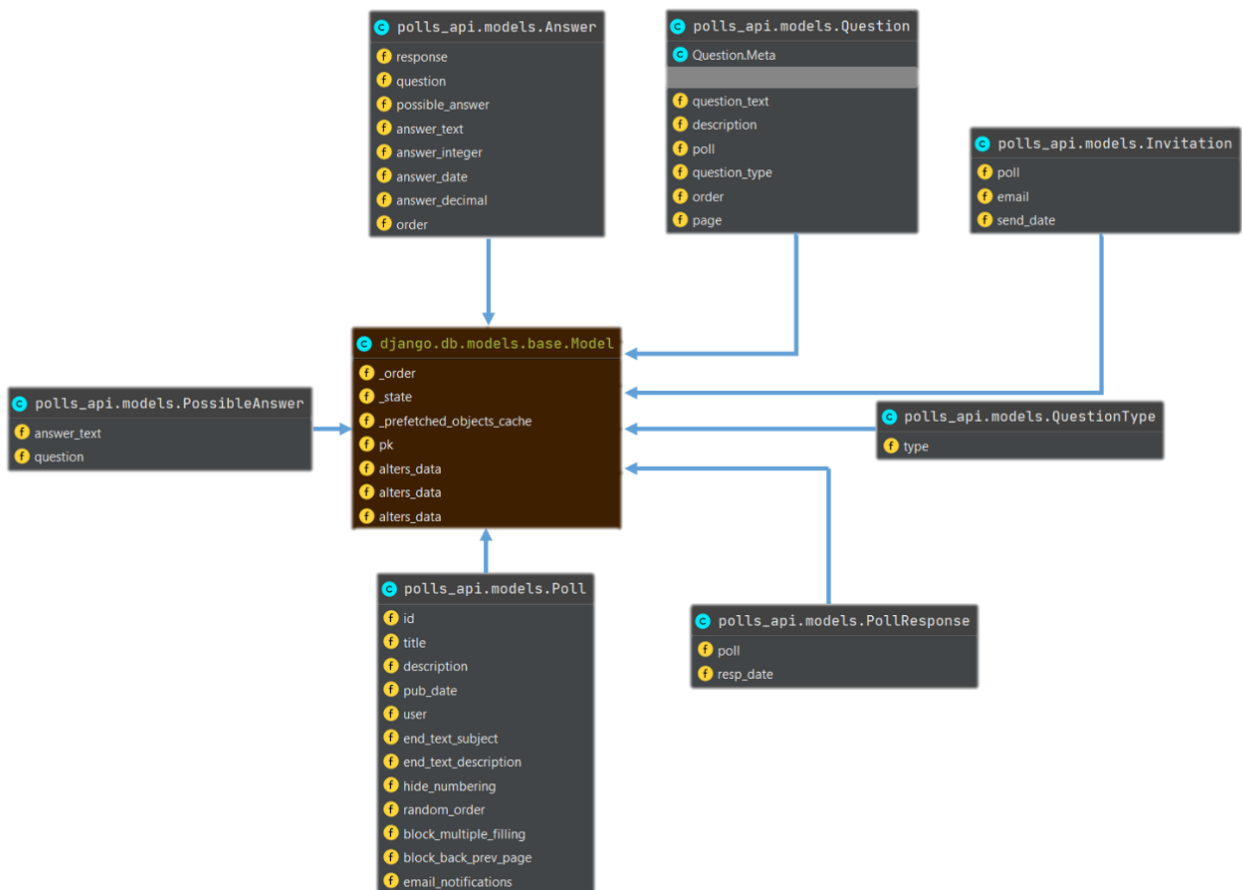 polls_api.models.Answer
response
question
possible_answer
answer_text
answer_integer
answer_date
answer_decimal
order
polls_api.models.Question
Question.Meta
question_text
description
poll
question_type
order
page
polls_api.models.Invitation
poll
email
send_date
django.db.models.base.Model
_order
_state
_prefetched_objects_cache
pk
alters_data
alters_data
alters_data
polls_api.models.PossibleAnswer
answer_text
question
polls_api.models.QuestionType
type
polls_api.models.Poll
id
title
description
pub_date
user
end_text_subject
end_text_description
hide_numbering
random_order
block_multiple_filling
block_back_prev_page
email_notifications
polls_api.models.PollResponse
poll
resp_date